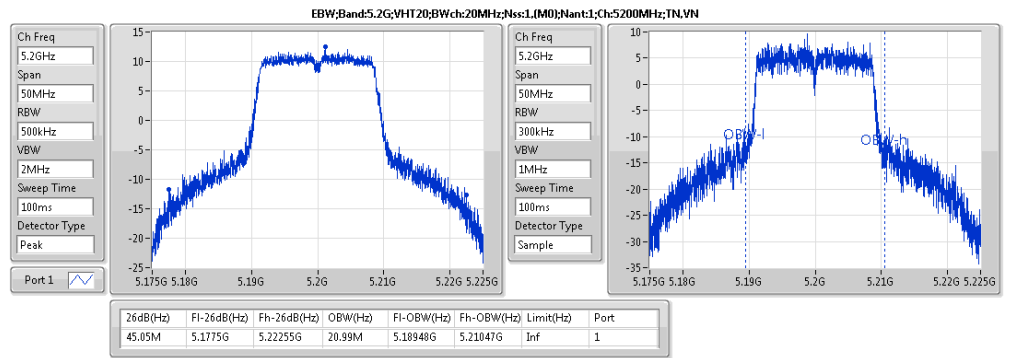 EBW;Band:5.2G;VHT20;BWch:20MHz;Nss:1,(M0);Nant:1;Ch:5200MHz;TN,VN
Ch Freq
5.2GHz
Span
50MHz
RBW
500kHz
VBW
2MHz
Sweep Time
100ms
Detector Type
Peak
Port 1
15
10
5
0
-5
-10
-15
-20
-25
5.175G 5.18G 5.19G 5.2G 5.21G 5.22G 5.225G
Ch Freq
5.2GHz
Span
50MHz
RBW
300kHz
VBW
1MHz
Sweep Time
100ms
Detector Type
Sample
10
5
0
-5
-10
-15
-20
-25
-30
-35
OBW-l
OBW-h
5.175G 5.18G 5.19G 5.2G 5.21G 5.22G 5.225G
26dB(Hz) Fl-26dB(Hz) Fh-26dB(Hz) OBW(Hz) Fl-OBW(Hz) Fh-OBW(Hz) Limit(Hz) Port
45.05M 5.1775G 5.22255G 20.99M 5.18948G 5.21047G Inf 1